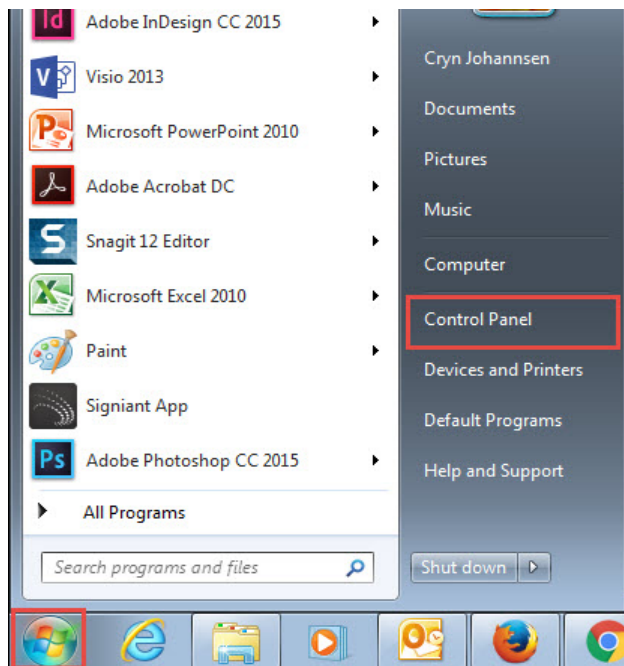 Id
Adobe InDesign CC 2015
Visio 2013
Microsoft PowerPoint 2010
Adobe Acrobat DC
Snagit 12 Editor
Microsoft Excel 2010
Paint
Signiant App
Ps
Adobe Photoshop CC 2015
All Programs
Search programs and files
Cryn Johannsen
Documents
Pictures
Music
Computer
Control Panel
Devices and Printers
Default Programs
Help and Support
Shut down